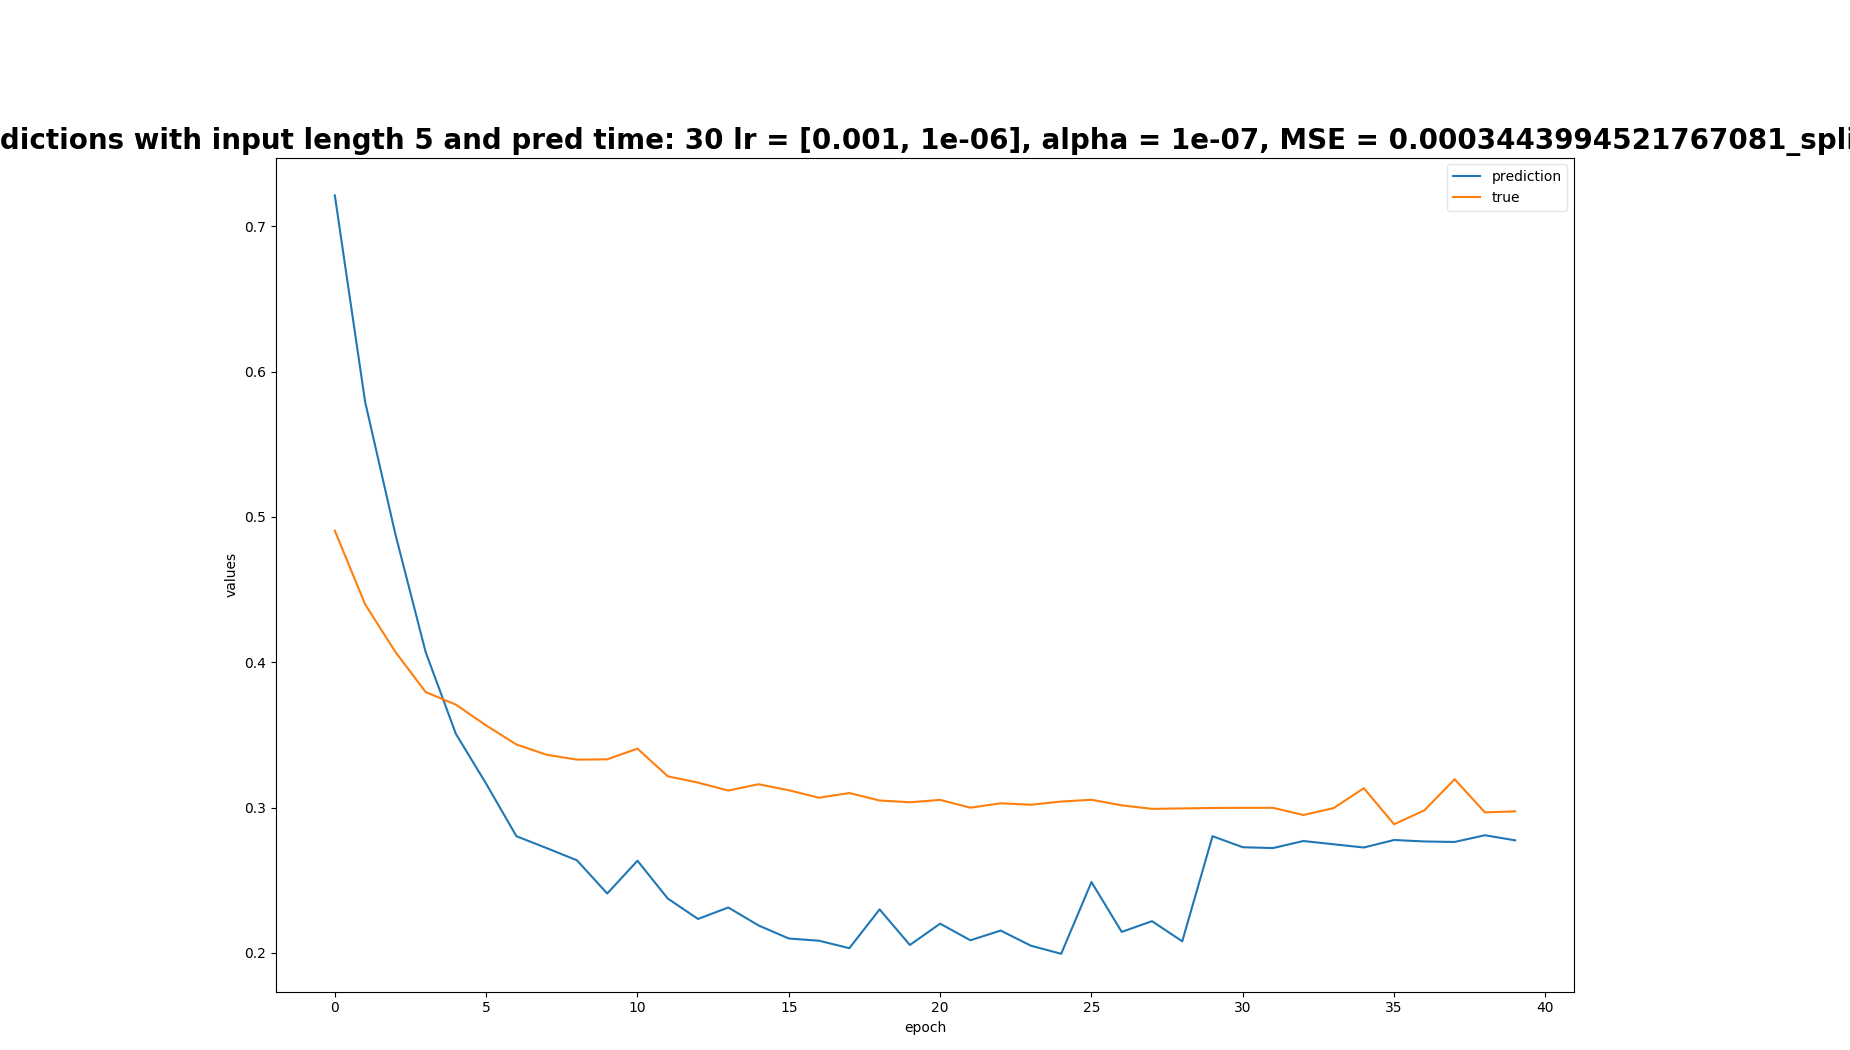 dictions with input length 5 and pred time: 30 lr = [0.001, 1e-06], alpha = 1e-07, MSE = 0.0003443994521767081_spli
prediction
true
0.7
0.6
0.5
0.4
0.3
0.2
values
0 5 10 15 20 25 30 35 40
epoch